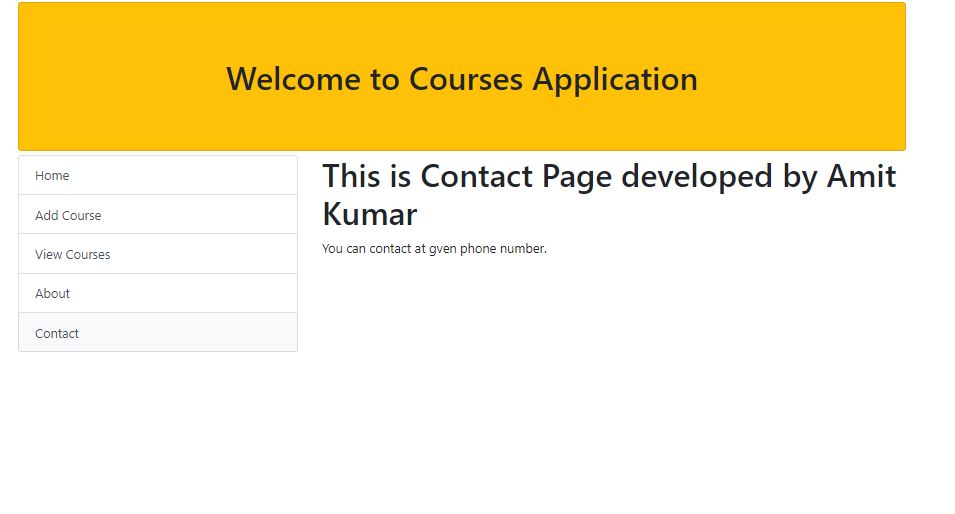 Welcome to Courses Application
Home
Add Course
View Courses
About
Contact
This is Contact Page developed by Amit
Kumar
You can contact at gven phone number.